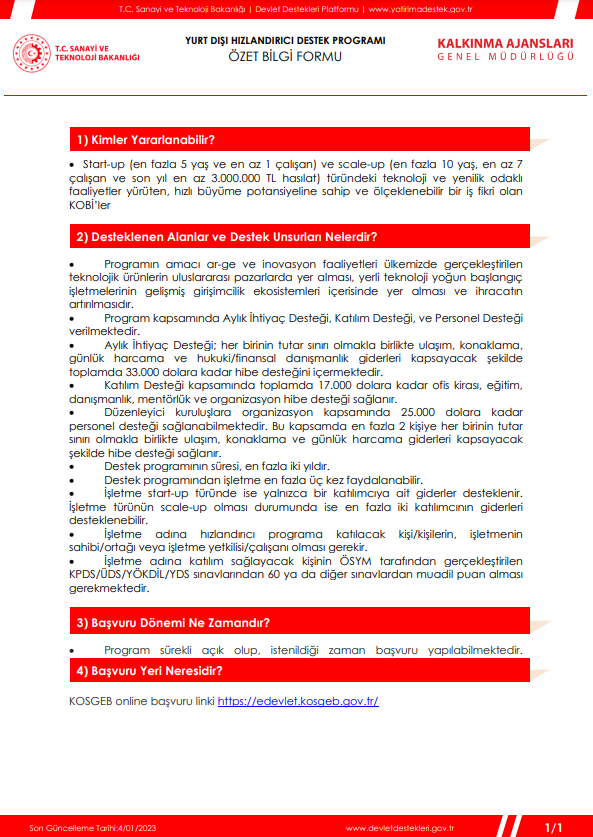 T.C. Sanayi ve Teknoloji Bakanlığı | Devlet Destekleri Platformu | www.yatirimadestek.gov.tr
T.C. SANAYİ VE
TEKNOLOJİ BAKANLIĞI
YURT DIŞI HIZLANDIRICI DESTEK PROGRAMI
ÖZET BİLGİ FORMU
KALKINMA AJANSLARI
GENEL MÜDÜRLÜĞÜ
1) Kimler Yararlanabilir?
• Start-up (en fazla 5 yaş ve en az 1 çalışan) ve scale-up (en fazla 10 yaş, en az 7
çalışan ve son yıl en az 3.000.000 TL hasılat) türündeki teknoloji ve yenilik odaklı
faaliyetler yürüten, hızlı büyüme potansiyeline sahip ve ölçeklenebilir bir iş fikri olan
KOBİ'ler
2) Desteklenen Alanlar ve Destek Unsurları Nelerdir?
• Programın amacı ar-ge ve inovasyon faaliyetleri ülkemizde gerçekleştirilen
teknolojik ürünlerin uluslararası pazarlarda yer alması, yerli teknoloji yoğun başlangıç
işletmelerinin gelişmiş girişimcilik ekosistemleri içerisinde yer alması ve ihracatın
artırılmasıdır.
• Program kapsamında Aylık İhtiyaç Desteği, Katılım Desteği, ve Personel Desteği
verilmektedir.
• Aylık İhtiyaç Desteği; her birinin tutar sınırı olmakla birlikte ulaşım, konaklama,
günlük harcama ve hukuki/finansal danışmanlık giderleri kapsayacak şekilde
toplamda 33.000 dolara kadar hibe desteğini içermektedir.
• Katılım Desteği kapsamında toplamda 17.000 dolara kadar ofis kirası, eğitim,
danışmanlık, mentörlük ve organizasyon hibe desteği sağlanır.
• Düzenleyici kuruluşlara organizasyon kapsamında 25.000 dolara kadar
personel desteği sağlanabilmektedir. Bu kapsamda en fazla 2 kişiye her birinin tutar
sınırı olmakla birlikte ulaşım, konaklama ve günlük harcama giderleri kapsayacak
şekilde hibe desteği sağlanır.
• Destek programının süresi, en fazla iki yıldır.
• Destek programından işletme en fazla üç kez faydalanabilir.
• İşletme start-up türünde ise yalnızca bir katılımcıya ait giderler desteklenir.
İşletme türünün scale-up olması durumunda ise en fazla iki katılımcının giderleri
desteklenebilir.
• İşletme adına hızlandırıcı programa katılacak kişi/kişilerin, işletmenin
sahibi/ortağı veya işletme yetkilisi/çalışanı olması gerekir.
• İşletme adına katılım sağlayacak kişinin ÖSYM tarafından gerçekleştirilen
KPDS/ÜDS/YÖKDİL/YDS sınavlarından 60 ya da diğer sınavlardan muadil puan alması
gerekmektedir.
3) Başvuru Dönemi Ne Zamandır?
• Program sürekli açık olup, istenildiği zaman başvuru yapılabilmektedir.
4) Başvuru Yeri Neresidir?
KOSGEB online başvuru linki https://edevlet.kosgeb.gov.tr/
Son Güncelleme Tarihi:4/01/2023
www.devletdestekleri.gov.tr
1/1